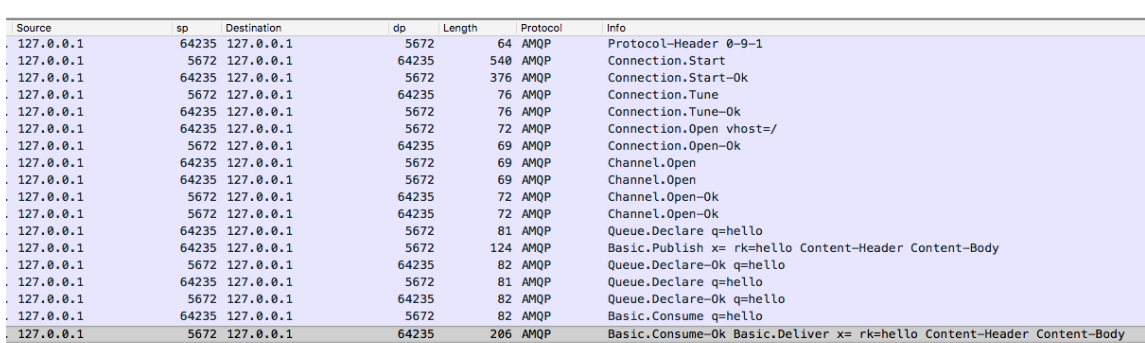 Source sp Destination dp Length Protocol Info
. 127.0.0.1 64235 127.0.0.1 5672 64 AMQP Protocol-Header 0-9-1
. 127.0.0.1 5672 127.0.0.1 64235 540 AMQP Connection.Start
. 127.0.0.1 64235 127.0.0.1 5672 376 AMQP Connection.Start-Ok
. 127.0.0.1 5672 127.0.0.1 64235 76 AMQP Connection.Tune
. 127.0.0.1 64235 127.0.0.1 5672 76 AMQP Connection.Tune-Ok
. 127.0.0.1 64235 127.0.0.1 5672 72 AMQP Connection.Open vhost=/
. 127.0.0.1 5672 127.0.0.1 64235 69 AMQP Connection.Open-Ok
. 127.0.0.1 64235 127.0.0.1 5672 69 AMQP Channel.Open
. 127.0.0.1 64235 127.0.0.1 5672 69 AMQP Channel.Open
. 127.0.0.1 5672 127.0.0.1 64235 72 AMQP Channel.Open-Ok
. 127.0.0.1 5672 127.0.0.1 64235 72 AMQP Channel.Open-Ok
. 127.0.0.1 64235 127.0.0.1 5672 81 AMQP Queue.Declare q=hello
. 127.0.0.1 64235 127.0.0.1 5672 124 AMQP Basic.Publish x= rk=hello Content-Header Content-Body
. 127.0.0.1 5672 127.0.0.1 64235 82 AMQP Queue.Declare-Ok q=hello
. 127.0.0.1 64235 127.0.0.1 5672 81 AMQP Queue.Declare q=hello
. 127.0.0.1 5672 127.0.0.1 64235 82 AMQP Queue.Declare-Ok q=hello
. 127.0.0.1 64235 127.0.0.1 5672 82 AMQP Basic.Consume q=hello
. 127.0.0.1 5672 127.0.0.1 64235 206 AMQP Basic.Consume-Ok Basic.Deliver x= rk=hello Content-Header Content-Body